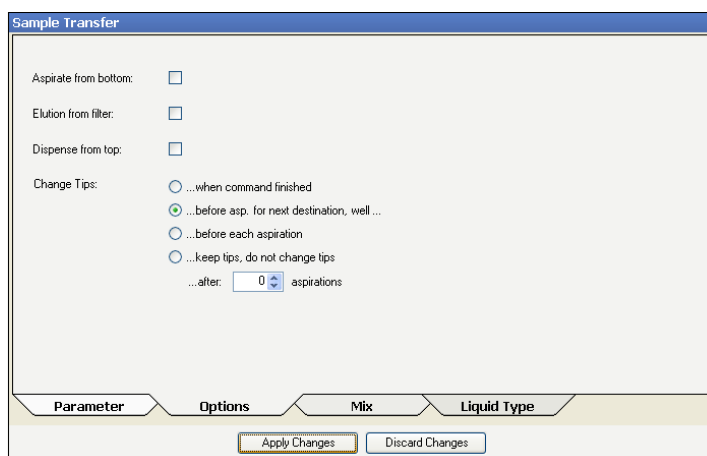 Sample Transfer
Aspirate from bottom:
Elution from filter:
Dispense from top:
Change Tips:
...when command finished
...before asp. for next destination, well ...
...before each aspiration
...keep tips, do not change tips
...after: 0 aspirations
Parameter Options Mix Liquid Type
Apply Changes Discard Changes